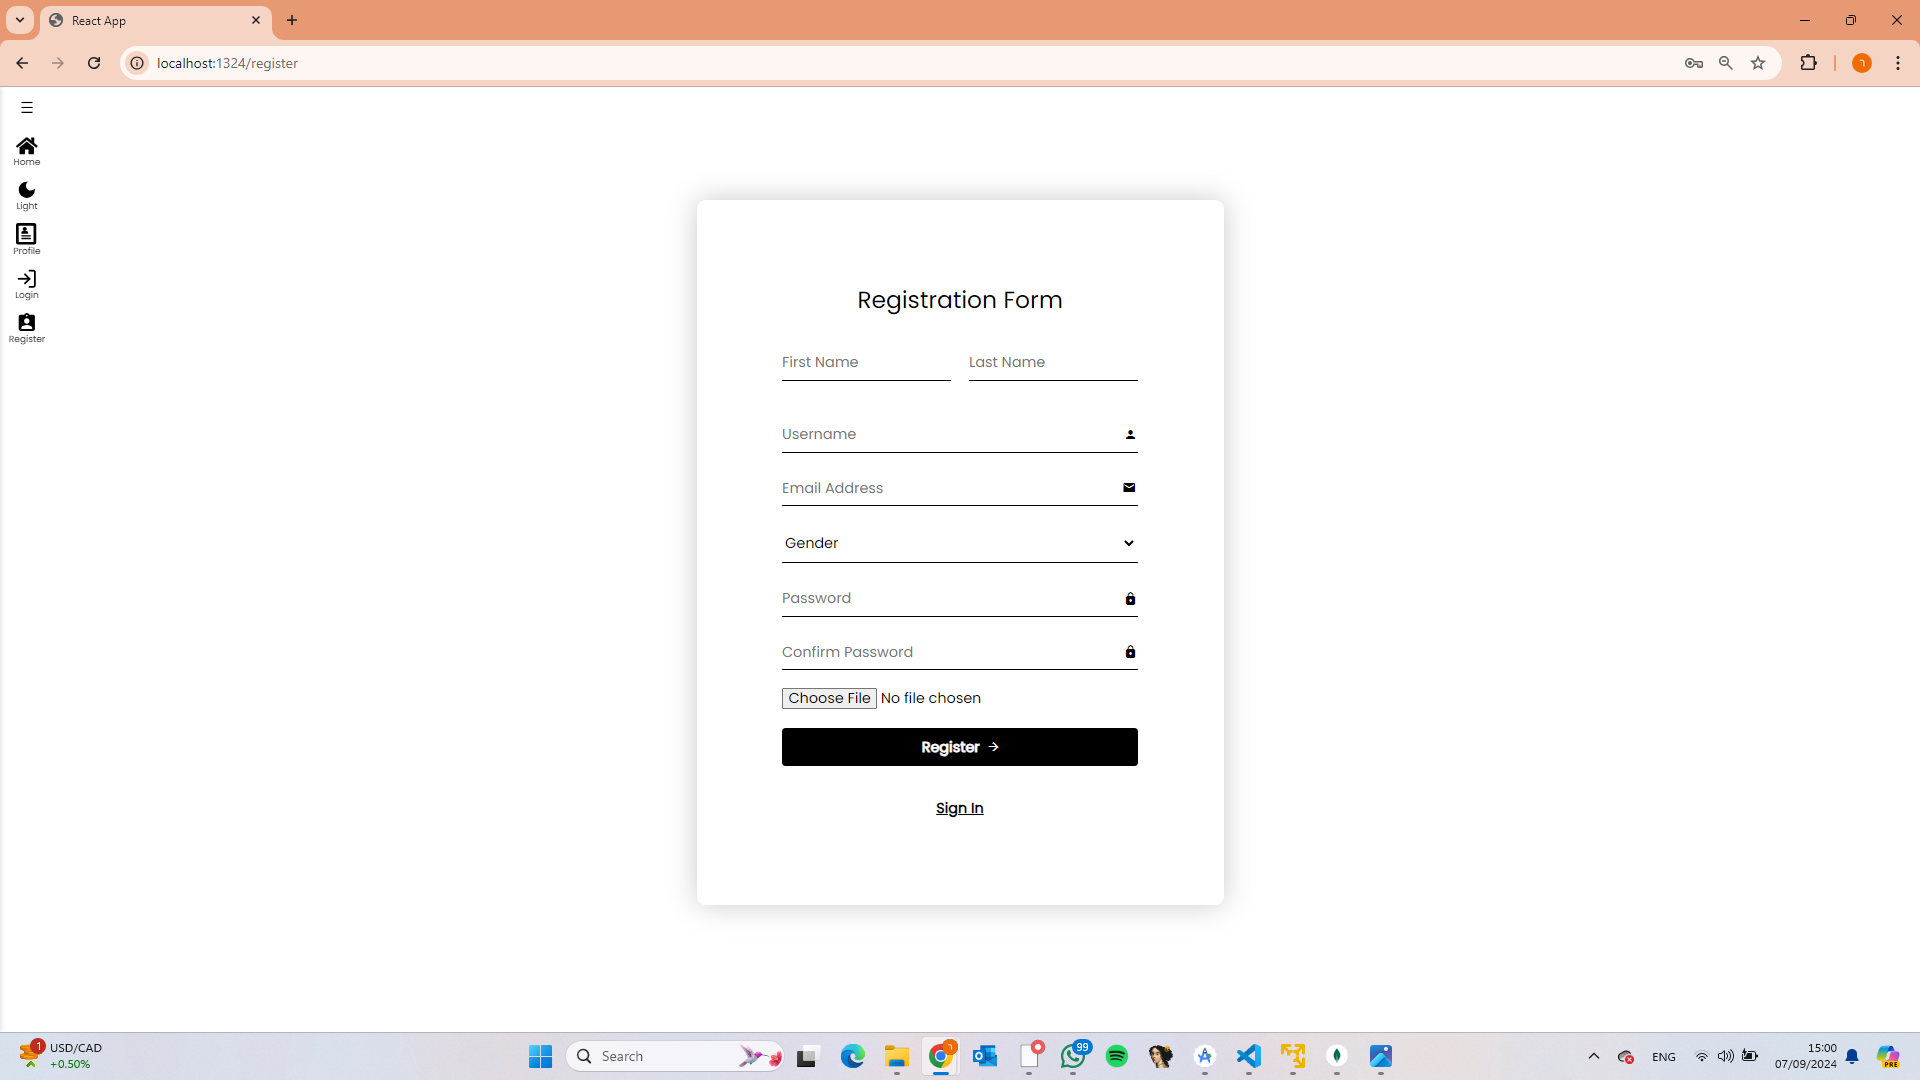 React App
localhost:1324/register
Home
Light
Profile
Login
Register
Registration Form
First Name Last Name
Username
Email Address
Gender
Password
Confirm Password
Choose File No file chosen
Register
Sign In
1 USD/CAD
+0.50%
Search
99
ENG
15:00
07/09/2024
PRE